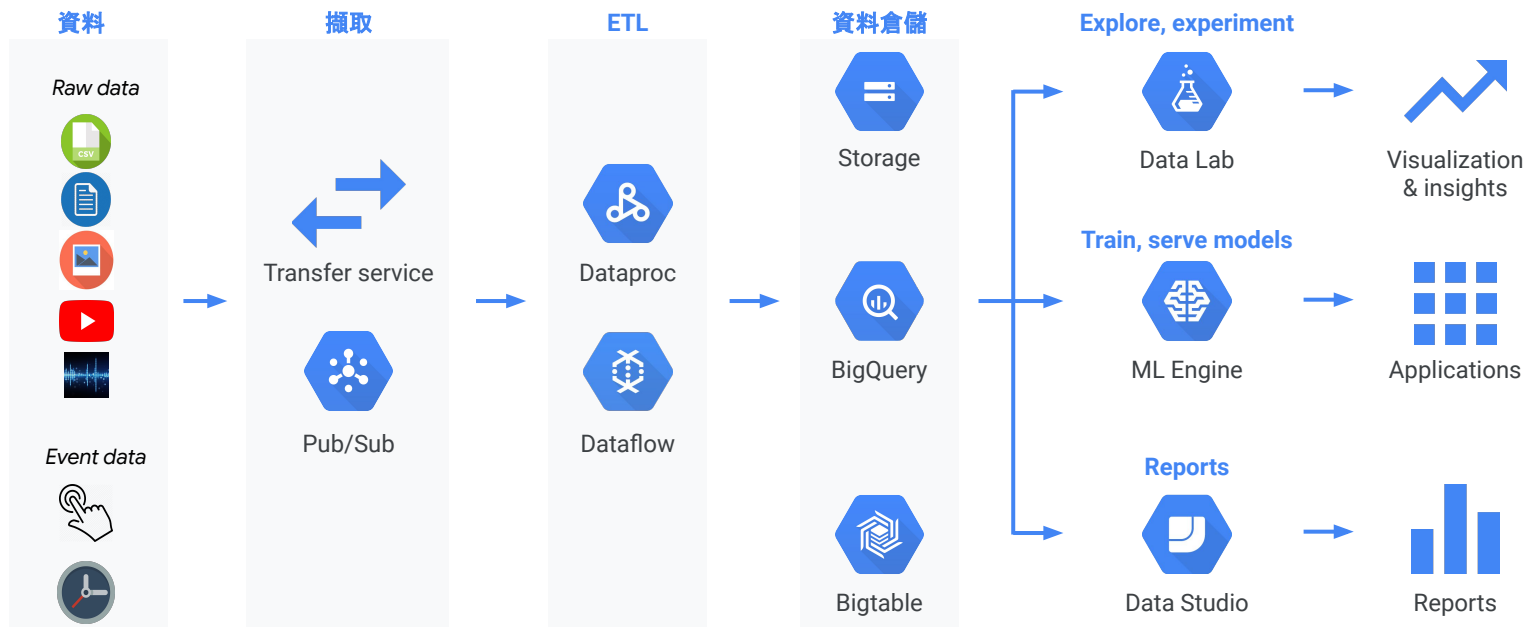 資料
擷取
ETL
資料倉儲
Explore, experiment
Raw data
CSV
Event data
Transfer service
Pub/Sub
Dataproc
Dataflow
Storage
BigQuery
Bigtable
Data Lab
Visualization
& insights
Train, serve models
ML Engine
Applications
Reports
Data Studio
Reports